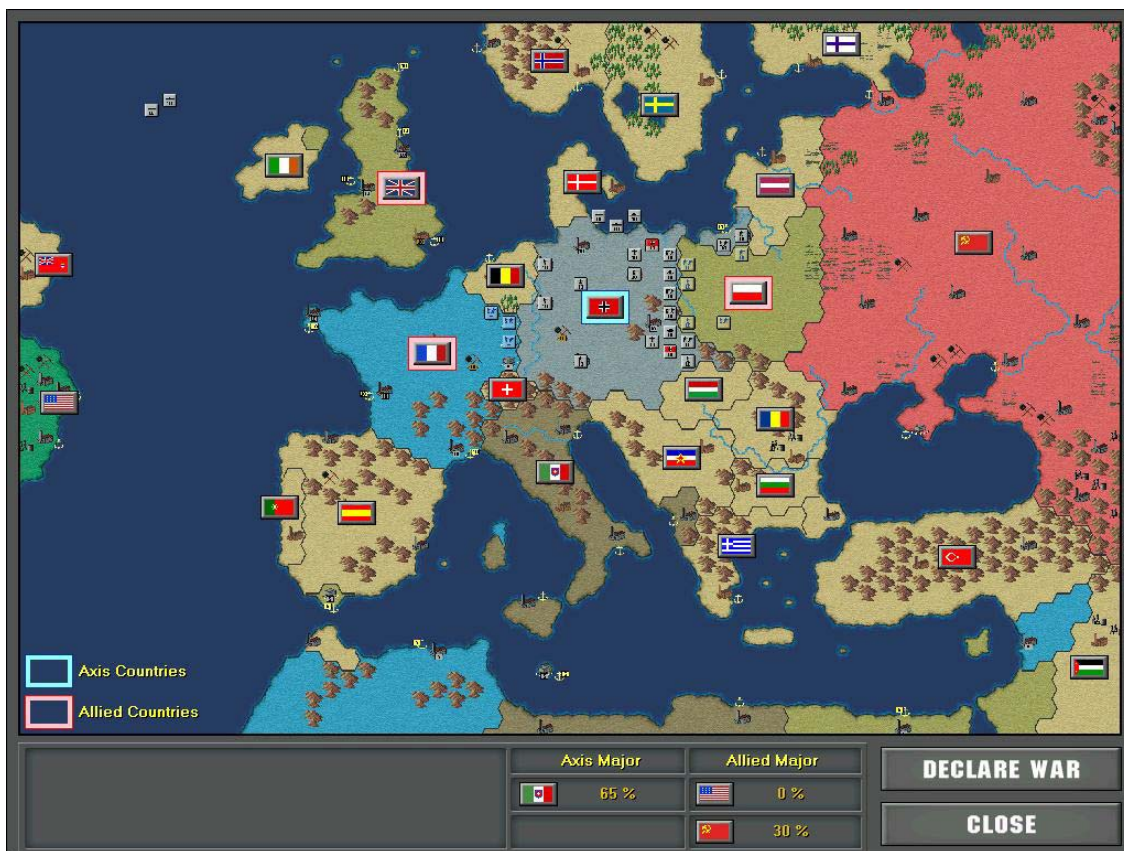 Axis Countries
Allied Countries
Axis Major
Allied Major
65 %
0 %
30 %
DECLARE WAR
CLOSE